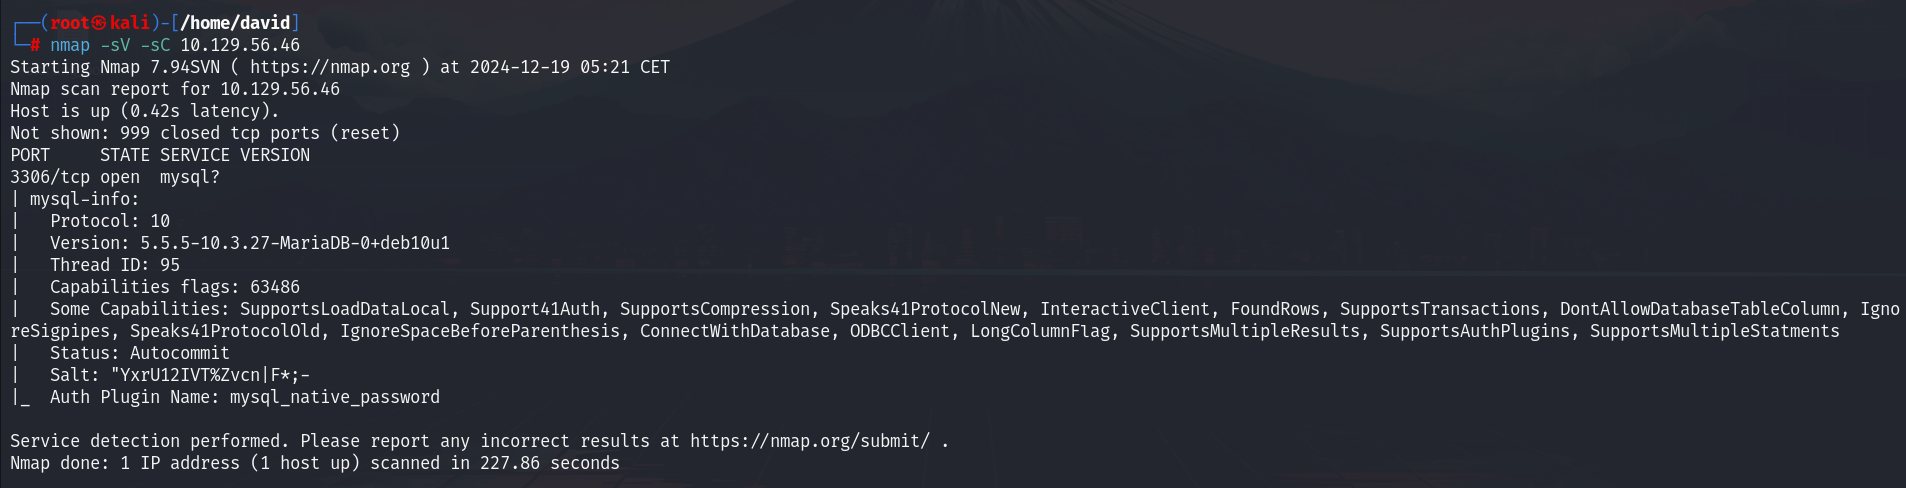 ┌──(root㉿kali)-[/home/david]
└─# nmap -sV -sC 10.129.56.46
Starting Nmap 7.94SVN ( https://nmap.org ) at 2024-12-19 05:21 CET
Nmap scan report for 10.129.56.46
Host is up (0.42s latency).
Not shown: 999 closed tcp ports (reset)
PORT     STATE SERVICE VERSION
3306/tcp open  mysql?
| mysql-info:
|   Protocol: 10
|   Version: 5.5.5-10.3.27-MariaDB-0+deb10u1
|   Thread ID: 95
|   Capabilities flags: 63486
|   Some Capabilities: SupportsLoadDataLocal, Support41Auth, SupportsCompression, Speaks41ProtocolNew, InteractiveClient, FoundRows, SupportsTransactions, DontAllowDatabaseTableColumn, Igno
reSigpipes, Speaks41ProtocolOld, IgnoreSpaceBeforeParenthesis, ConnectWithDatabase, ODBCClient, LongColumnFlag, SupportsMultipleResults, SupportsAuthPlugins, SupportsMultipleStatments
|   Status: Autocommit
|   Salt: "YxrU12IVT%Zvcn|F*;-
|_  Auth Plugin Name: mysql_native_password
Service detection performed. Please report any incorrect results at https://nmap.org/submit/ .
Nmap done: 1 IP address (1 host up) scanned in 227.86 seconds